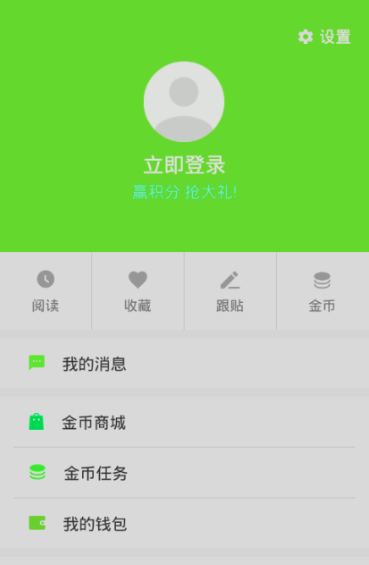 设置
立即登录
赢积分 抢大礼!
阅读
收藏
跟贴
金币
我的消息
金币商城
金币任务
我的钱包